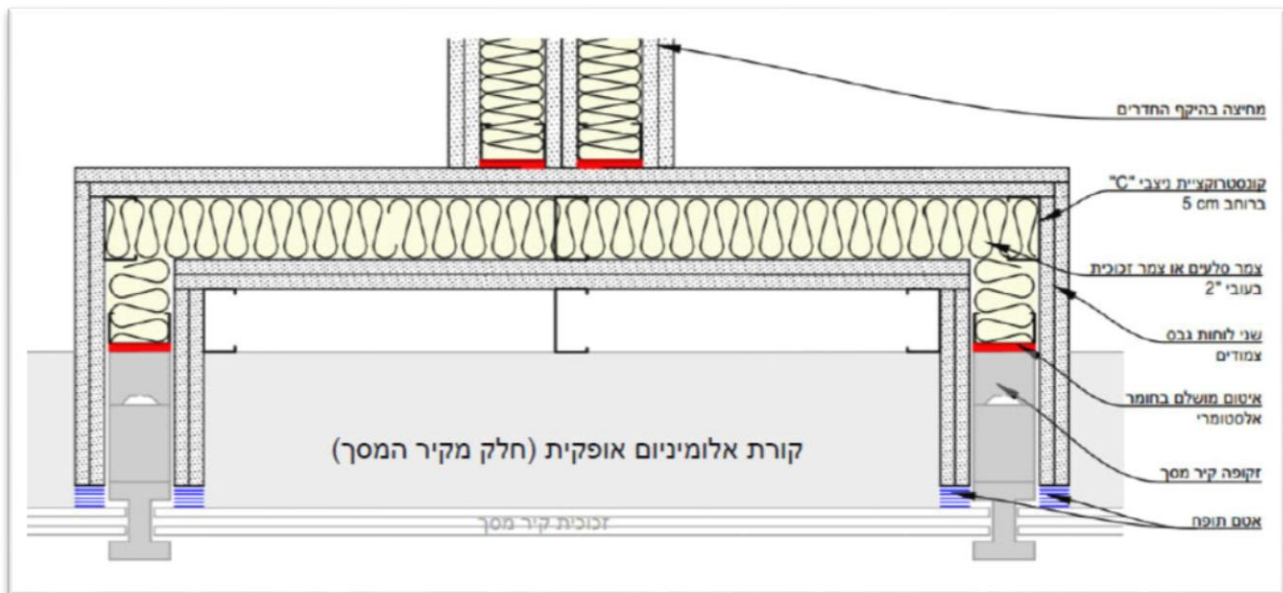 מחיצה בהיקף החדרים
קונסטרוקציית ניצבי "C"
ברוחב 5 cm
צמר סלעים או צמר זכוכית
בעובי 2"
שני לוחות גבס
צמודים
איטום מושלם בחומר
אלסטומרי
זקופה קיר מסך
אטם תופח
קורת אלומיניום אופקית (חלק מקיר המסך)
זכוכית קיר מסך